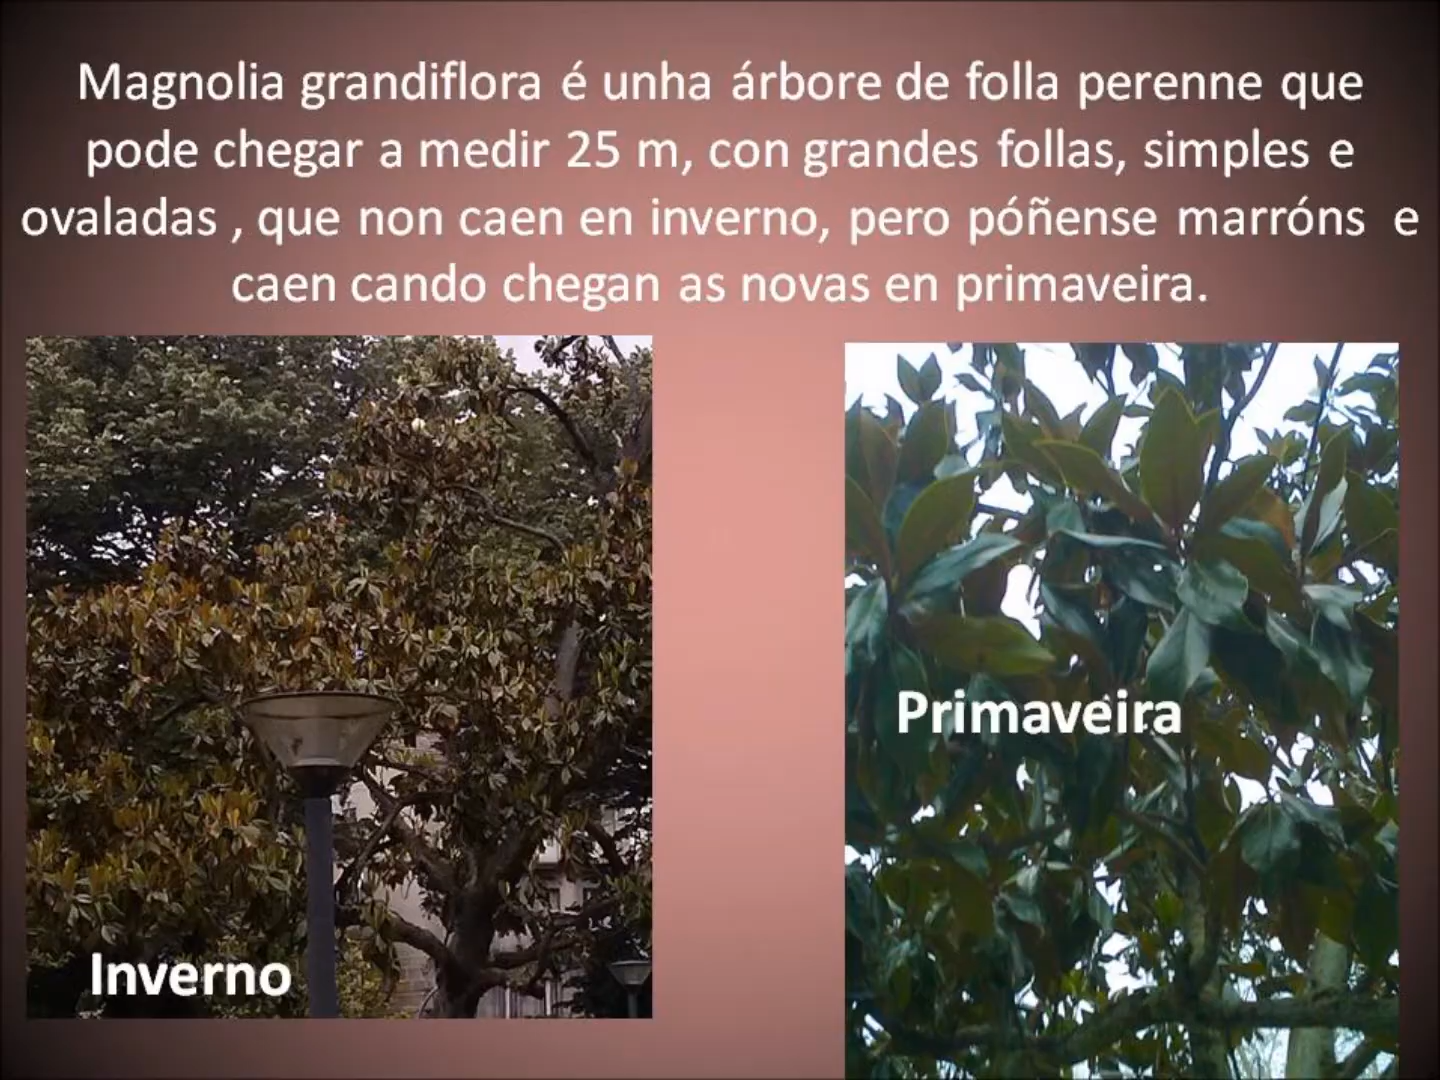 Magnolia grandiflora é unha árbore de folla perenne que
pode chegar a medir 25 m, con grandes follas, simples e
ovaladas , que non caen en inverno, pero póñense marróns e
caen cando chegan as novas en primaveira.
Primaveira
Inverno